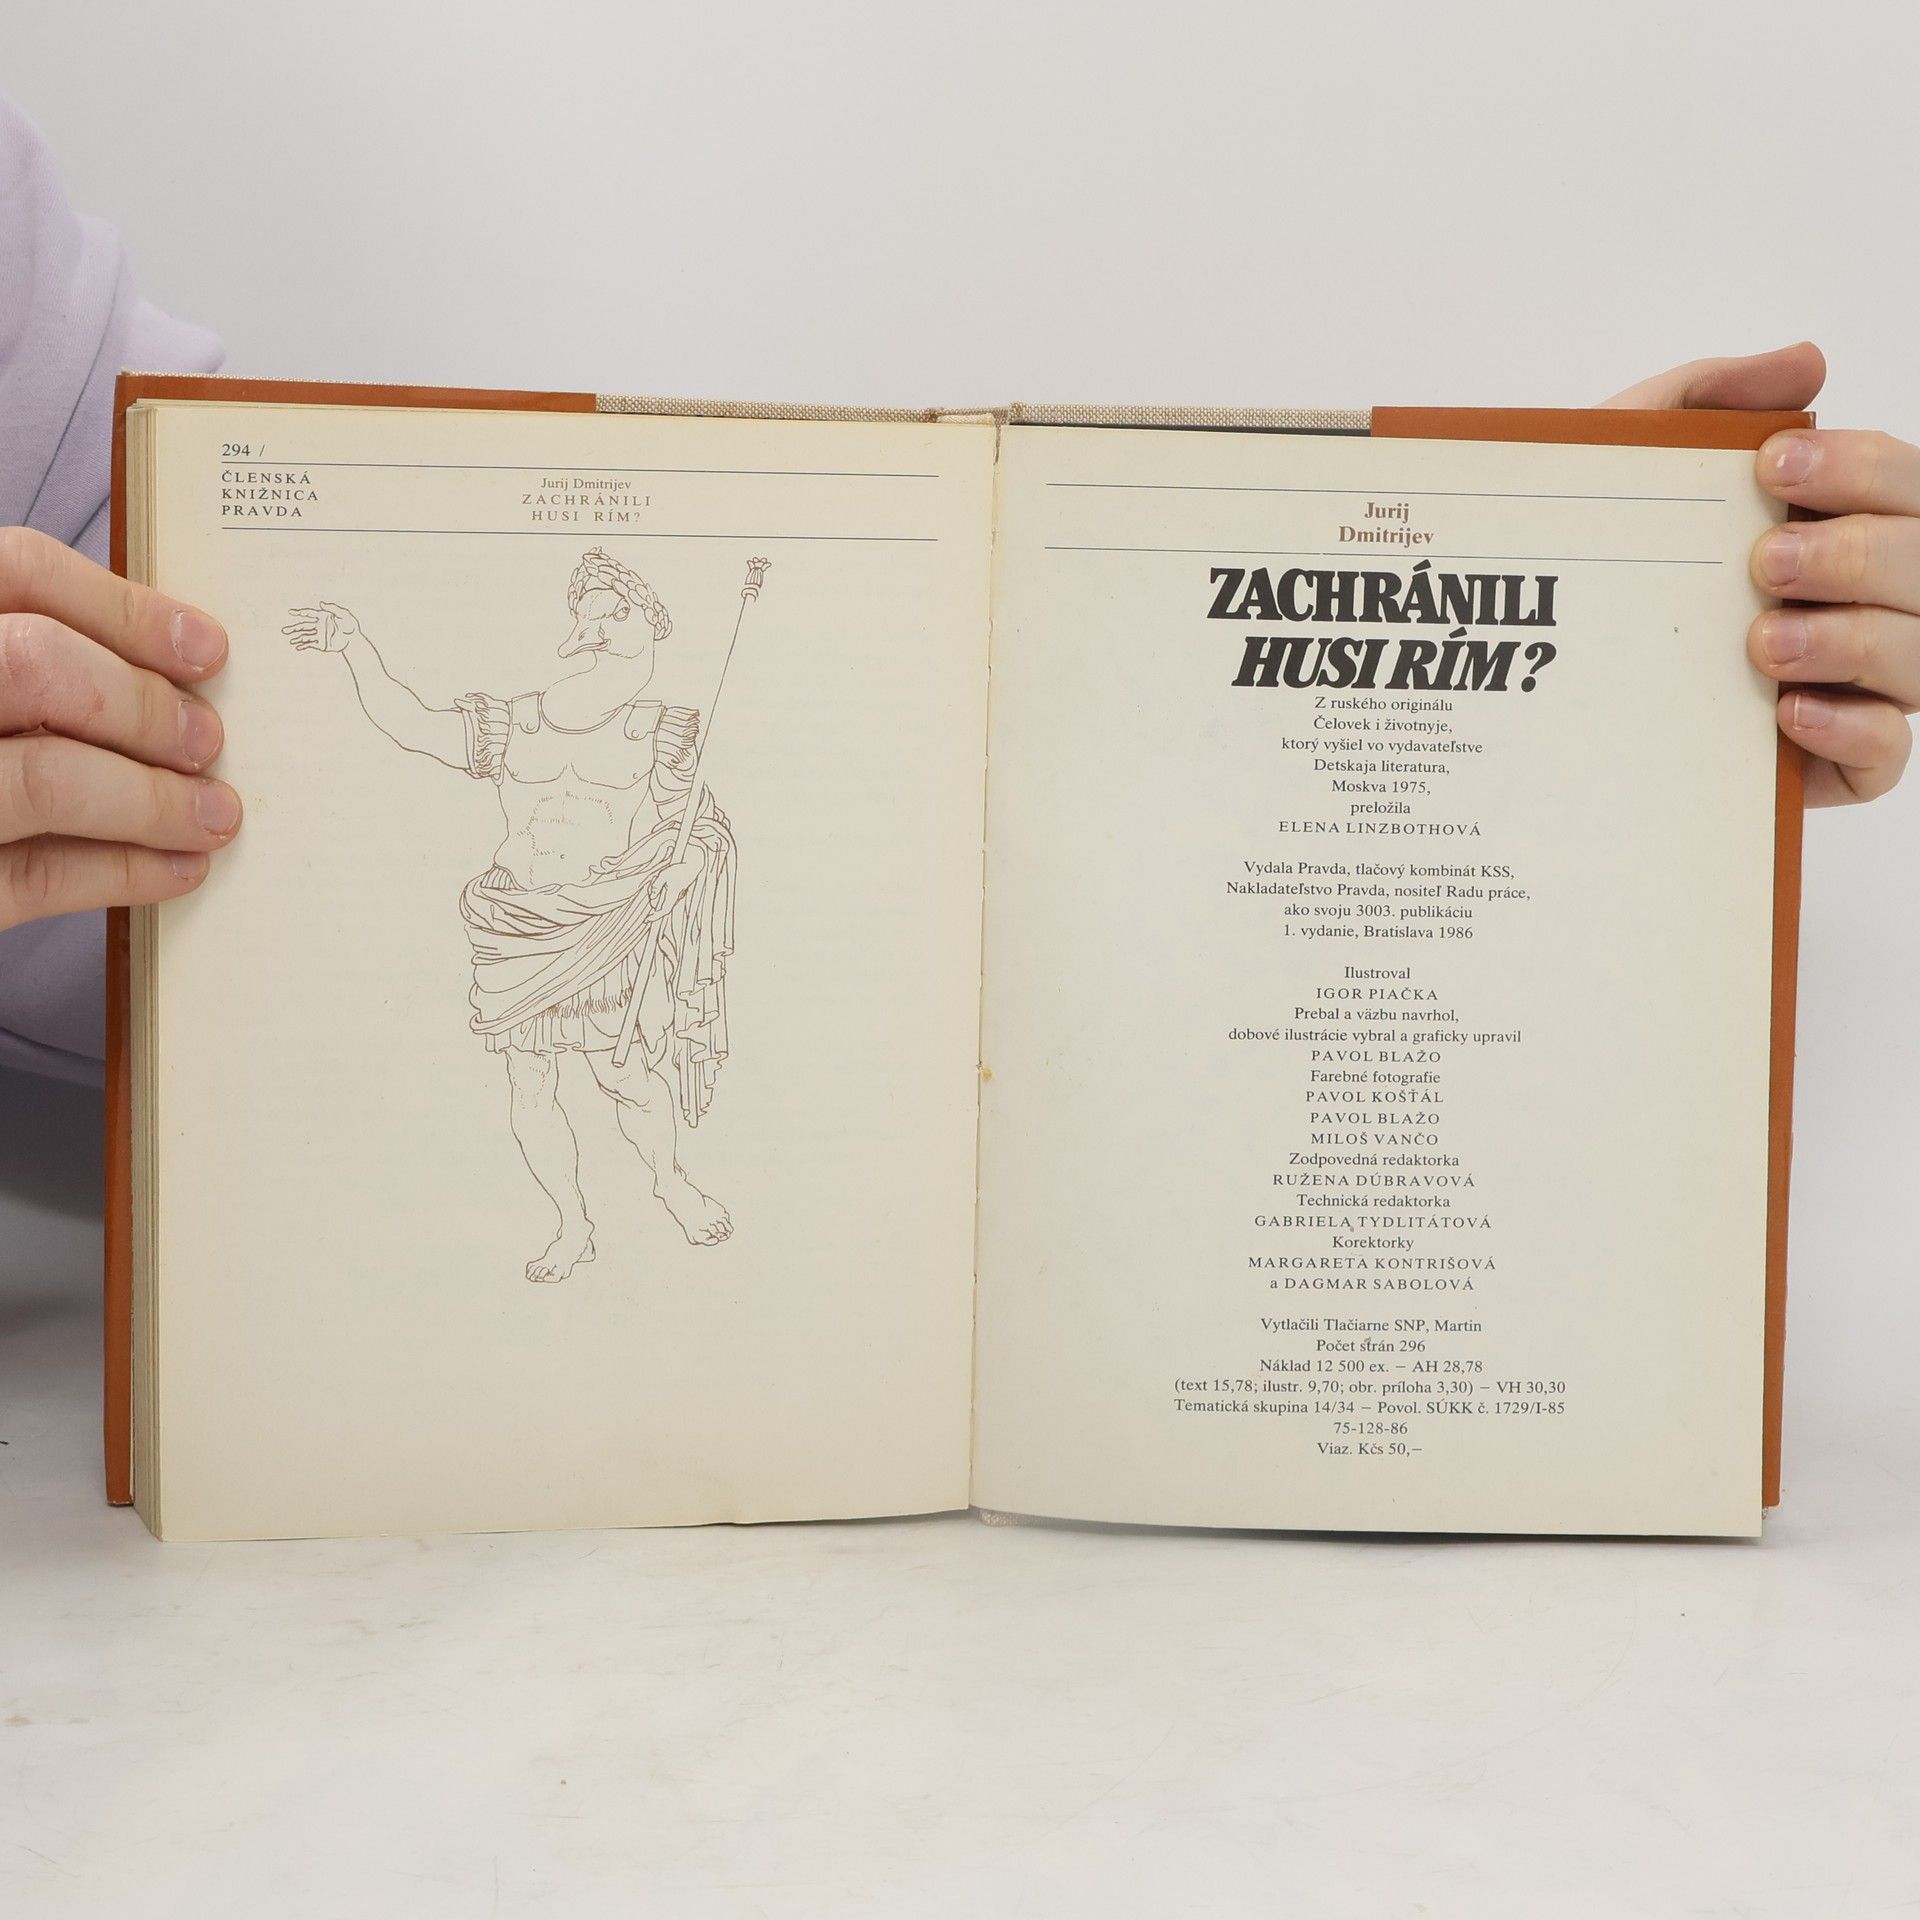 294 /
ČLENSKÁ
KNIŽNICA
PRAVDA
Jurij Dmitrijev
ZACHRÁNILI
HUSI RÍM?
Jurij
Dmitrijev
ZACHRÁNILI
HUSI RÍM?
Z ruského originálu
Čelovek i životnyje,
ktorý vyšiel vo vydavateľstve
Detskaja literatura,
Moskva 1975,
preložila
ELENA LINZBOTHOVÁ
Vydala Pravda, tlačový kombinát KSS,
Nakladateľstvo Pravda, nositeľ Radu práce,
ako svoju 3003. publikáciu
1. vydanie, Bratislava 1986
Ilustroval
IGOR PIAČKA
Prebal a väzbu navrhol,
dobové ilustrácie vybral a graficky upravil
PAVOL BLAŽO
Farebné fotografie
PAVOL KOŠŤÁL
PAVOL BLAŽO
MILOŠ VANČO
Zodpovedná redaktorka
RUŽENA DÚBRAVOVÁ
Technická redaktorka
GABRIELA TYDLITÁTOVÁ
Korektorky
MARGARETA KONTRIŠOVÁ
a DAGMAR SABOLOVÁ
Vytlačili Tlačiarne SNP, Martin
Počet strán 296
Náklad 12 500 ex. – AH 28,78
(text 15,78; ilustr. 9,70; obr. príloha 3,30) – VH 30,30
Tematická skupina 14/34 – Povol. SÚKK č. 1729/I-85
75-128-86
Viaz. Kčs 50,–